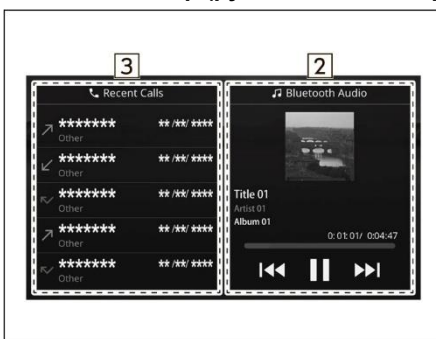 3
Recent Calls
******* **/**/ ****
Other
******* **/**/ ****
Other
******* **/**/ ****
Other
******* **/**/ ****
Other
******* **/**/ ****
Other
2
Bluetooth Audio
Title 01
Artist 01
Album 01
0:01:01/ 0:04:47